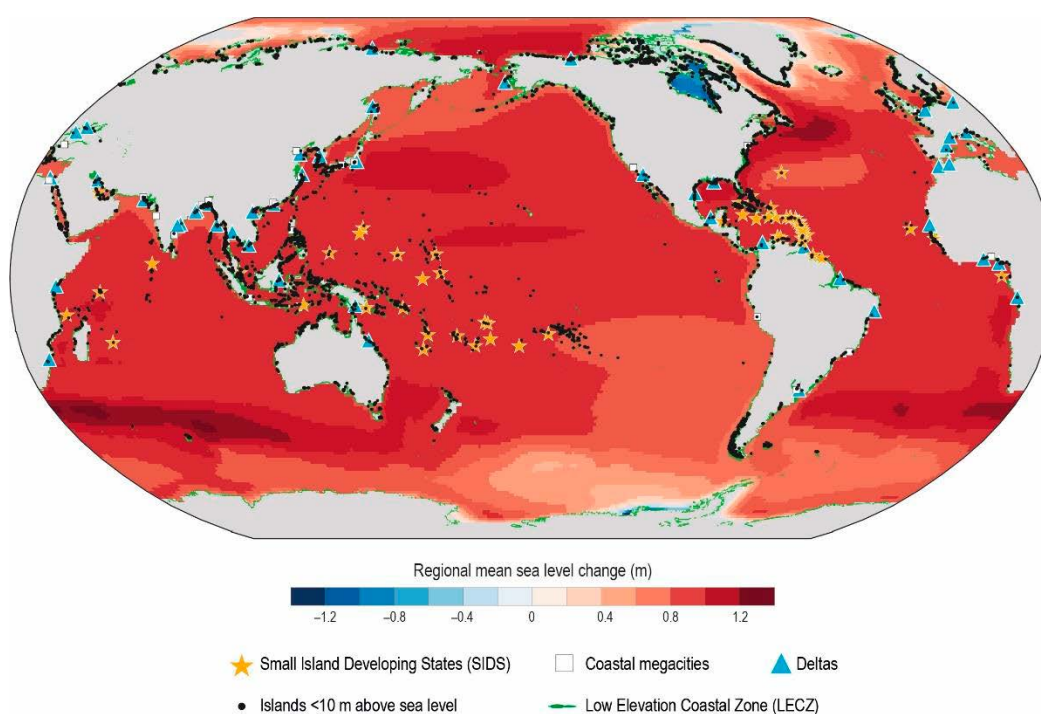 Regional mean sea level change (m)
–1.2 –0.8 –0.4 0 0.4 0.8 1.2
Small Island Developing States (SIDS) Coastal megacities Deltas
Islands <10 m above sea level Low Elevation Coastal Zone (LECZ)